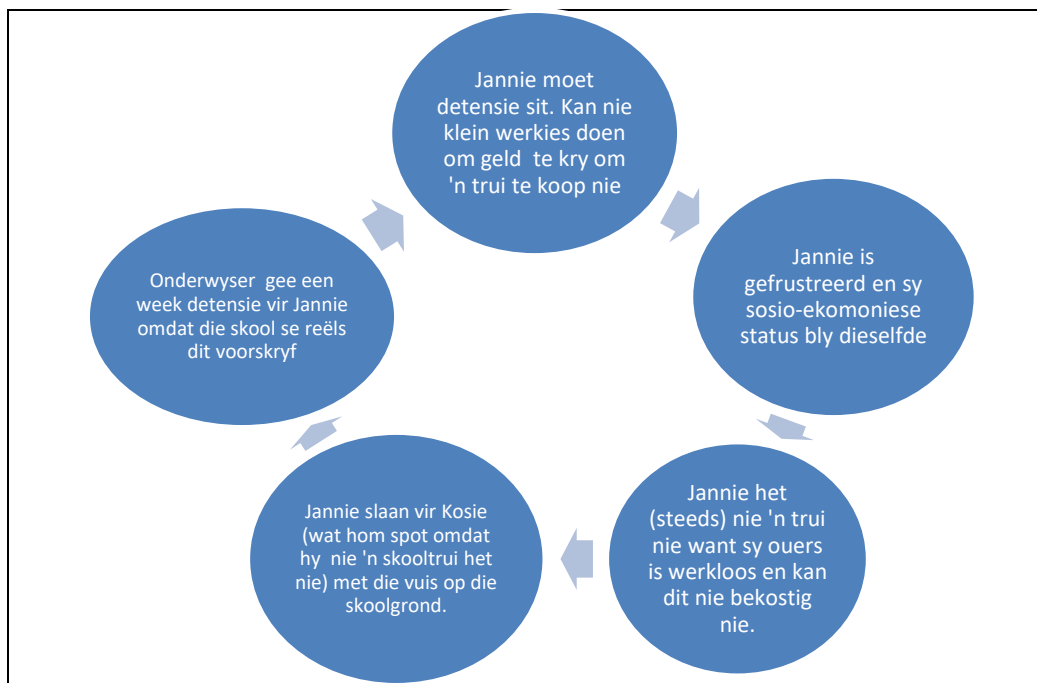 Jannie moet
detensie sit. Kan nie
klein werkies doen
om geld te kry om
'n trui te koop nie
Jannie is
gefrustreerd en sy
sosio-ekomoniese
status bly dieselfde
Jannie het
(steeds) nie 'n trui
nie want sy ouers
is werkloos en kan
dit nie bekostig
nie.
Jannie slaan vir Kosie
(wat hom spot omdat
hy nie 'n skooltrui het
nie) met die vuis op die
skoolgrond.
Onderwyser gee een
week detensie vir Jannie
omdat die skool se reëls
dit voorskryf